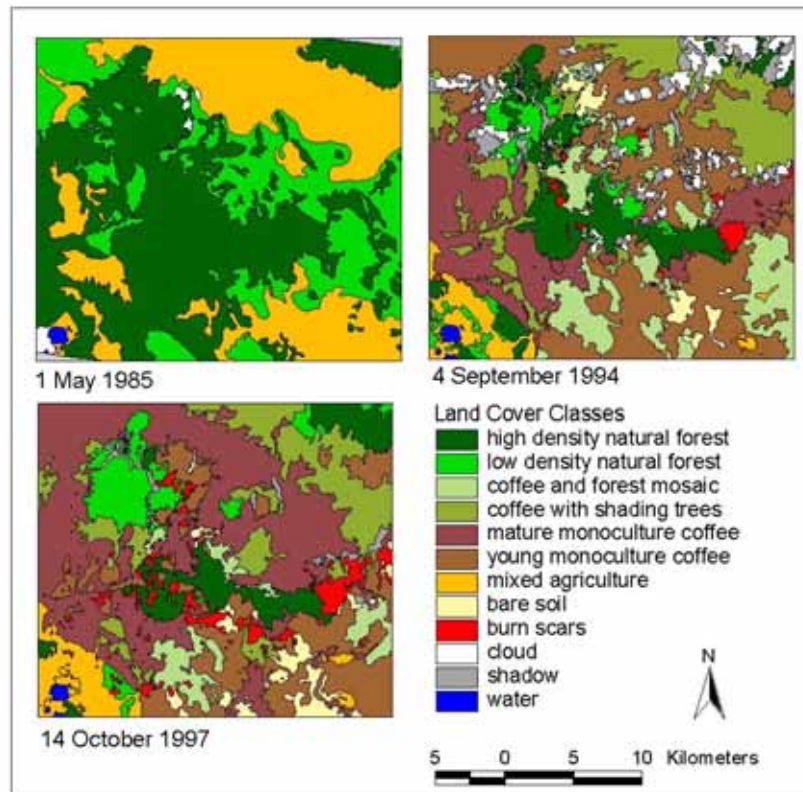 1 May 1985
4 September 1994
14 October 1997
Land Cover Classes
high density natural forest
low density natural forest
coffee and forest mosaic
coffee with shading trees
mature monoculture coffee
young monoculture coffee
mixed agriculture
bare soil
burn scars
cloud
shadow
water
N
5 0 5 10 Kilometers